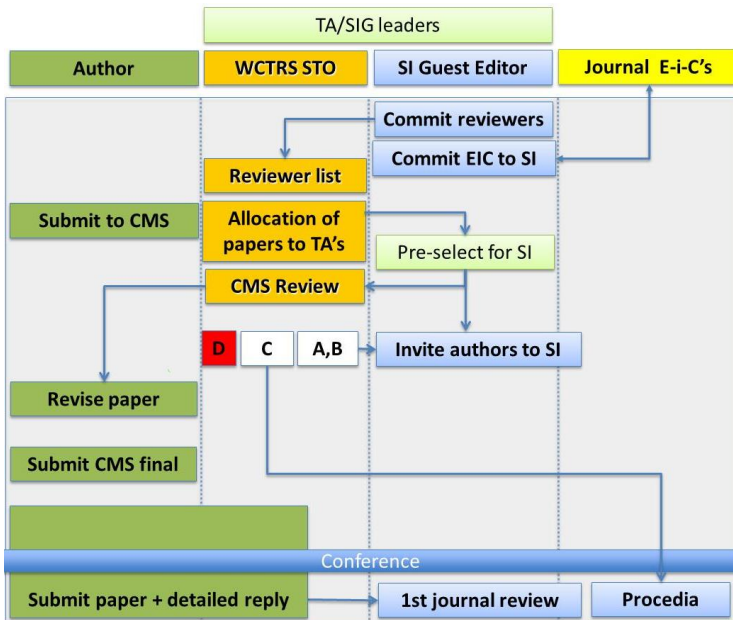 TA/SIG leaders
Author
WCTRS STO
SI Guest Editor
Journal E-i-C's
Commit reviewers
Commit EIC to SI
Reviewer list
Submit to CMS
Allocation of
papers to TA's
Pre-select for SI
CMS Review
D
C
A,B
Invite authors to SI
Revise paper
Submit CMS final
Conference
Submit paper + detailed reply
1st journal review
Procedia